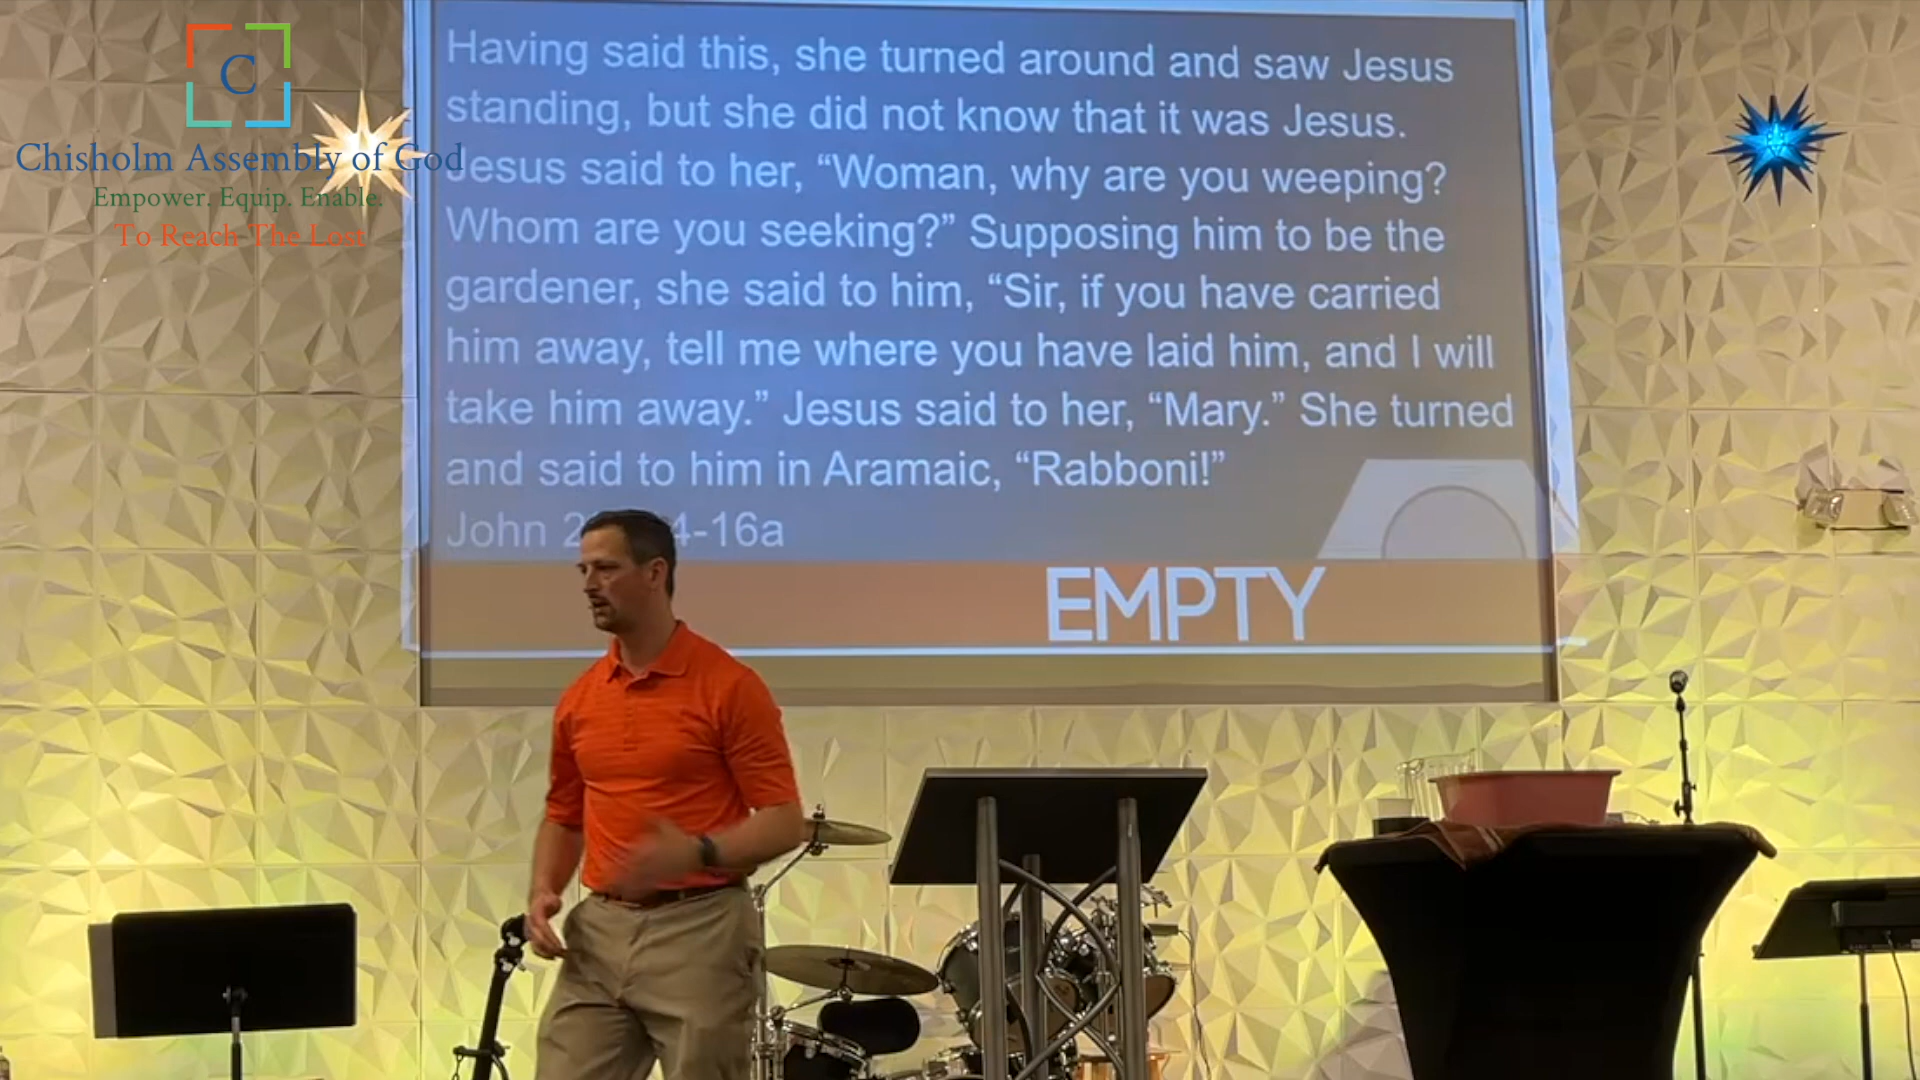 C
Chisholm Assembly of God
Empower. Equip. Enable.
To Reach The Lost
Having said this, she turned around and saw Jesus
standing, but she did not know that it was Jesus.
Jesus said to her, “Woman, why are you weeping?
Whom are you seeking?” Supposing him to be the
gardener, she said to him, “Sir, if you have carried
him away, tell me where you have laid him, and I will
take him away.” Jesus said to her, “Mary.” She turned
and said to him in Aramaic, “Rabboni!”
John 2 4-16a
EMPTY